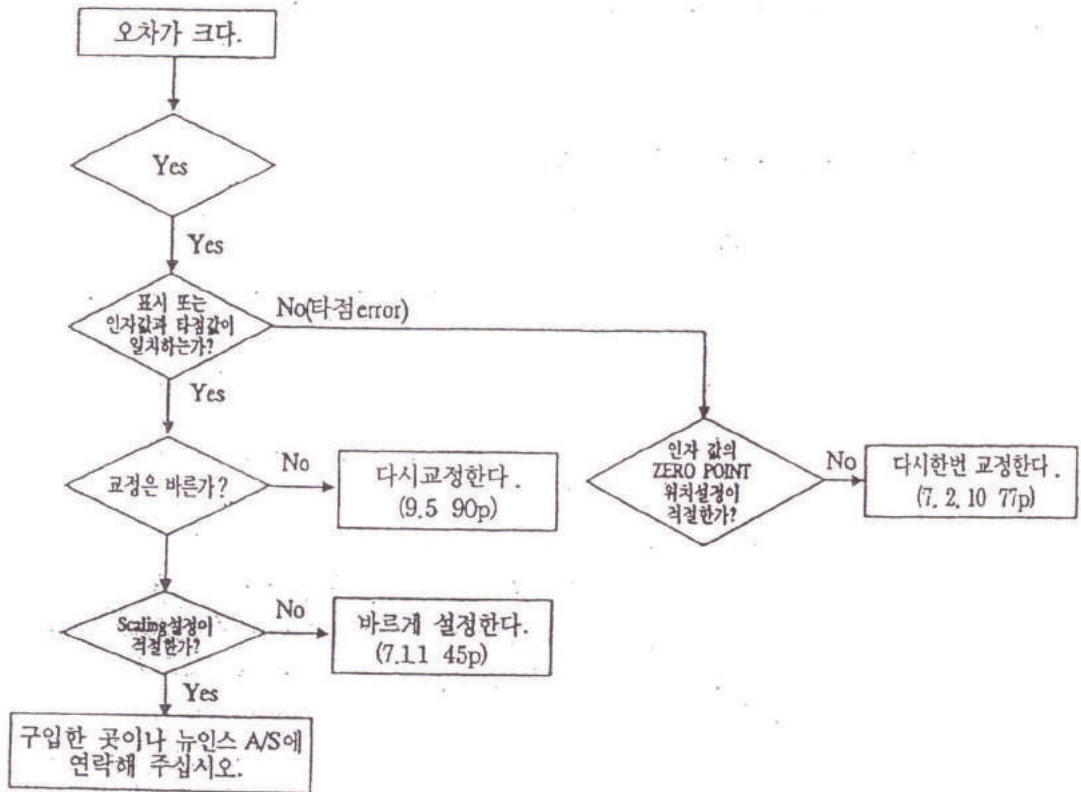 오차가 크다.
Yes
Yes
표시 또는
인자값과 타점값이
일치하는가?
No(타점error)
Yes
교정은 바른가?
No
다시교정한다.
(9.5 90p)
인자 값의
ZERO POINT
위치설정이
적절한가?
No
다시한번 교정한다.
(7.2.10 77p)
Scaling설정이
적절한가?
No
바르게 설정한다.
(7.1.1 45p)
Yes
구입한 곳이나 뉴인스 A/S에
연락해 주십시오.